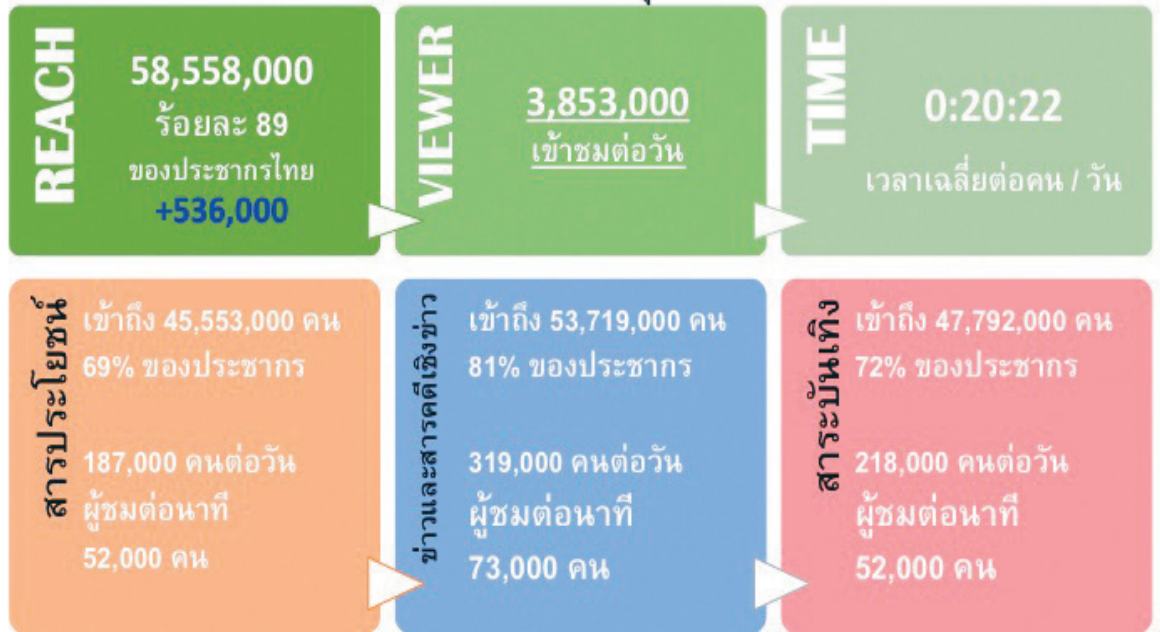 REACH
58,558,000
ร้อยละ 89
ของประชากรไทย
+536,000
VIEWER
3,853,000
เข้าชมต่อวัน
TIME
0:20:22
เวลาเฉลี่ยต่อคน / วัน
สารประโยชน์
เข้าถึง 45,553,000 คน
69% ของประชากร
187,000 คนต่อวัน
ผู้ชมต่อนาที
52,000 คน
ข่าวและสารคดีเชิงข่าว
เข้าถึง 53,719,000 คน
81% ของประชากร
319,000 คนต่อวัน
ผู้ชมต่อนาที
73,000 คน
สาระบันเทิง
เข้าถึง 47,792,000 คน
72% ของประชากร
218,000 คนต่อวัน
ผู้ชมต่อนาที
52,000 คน